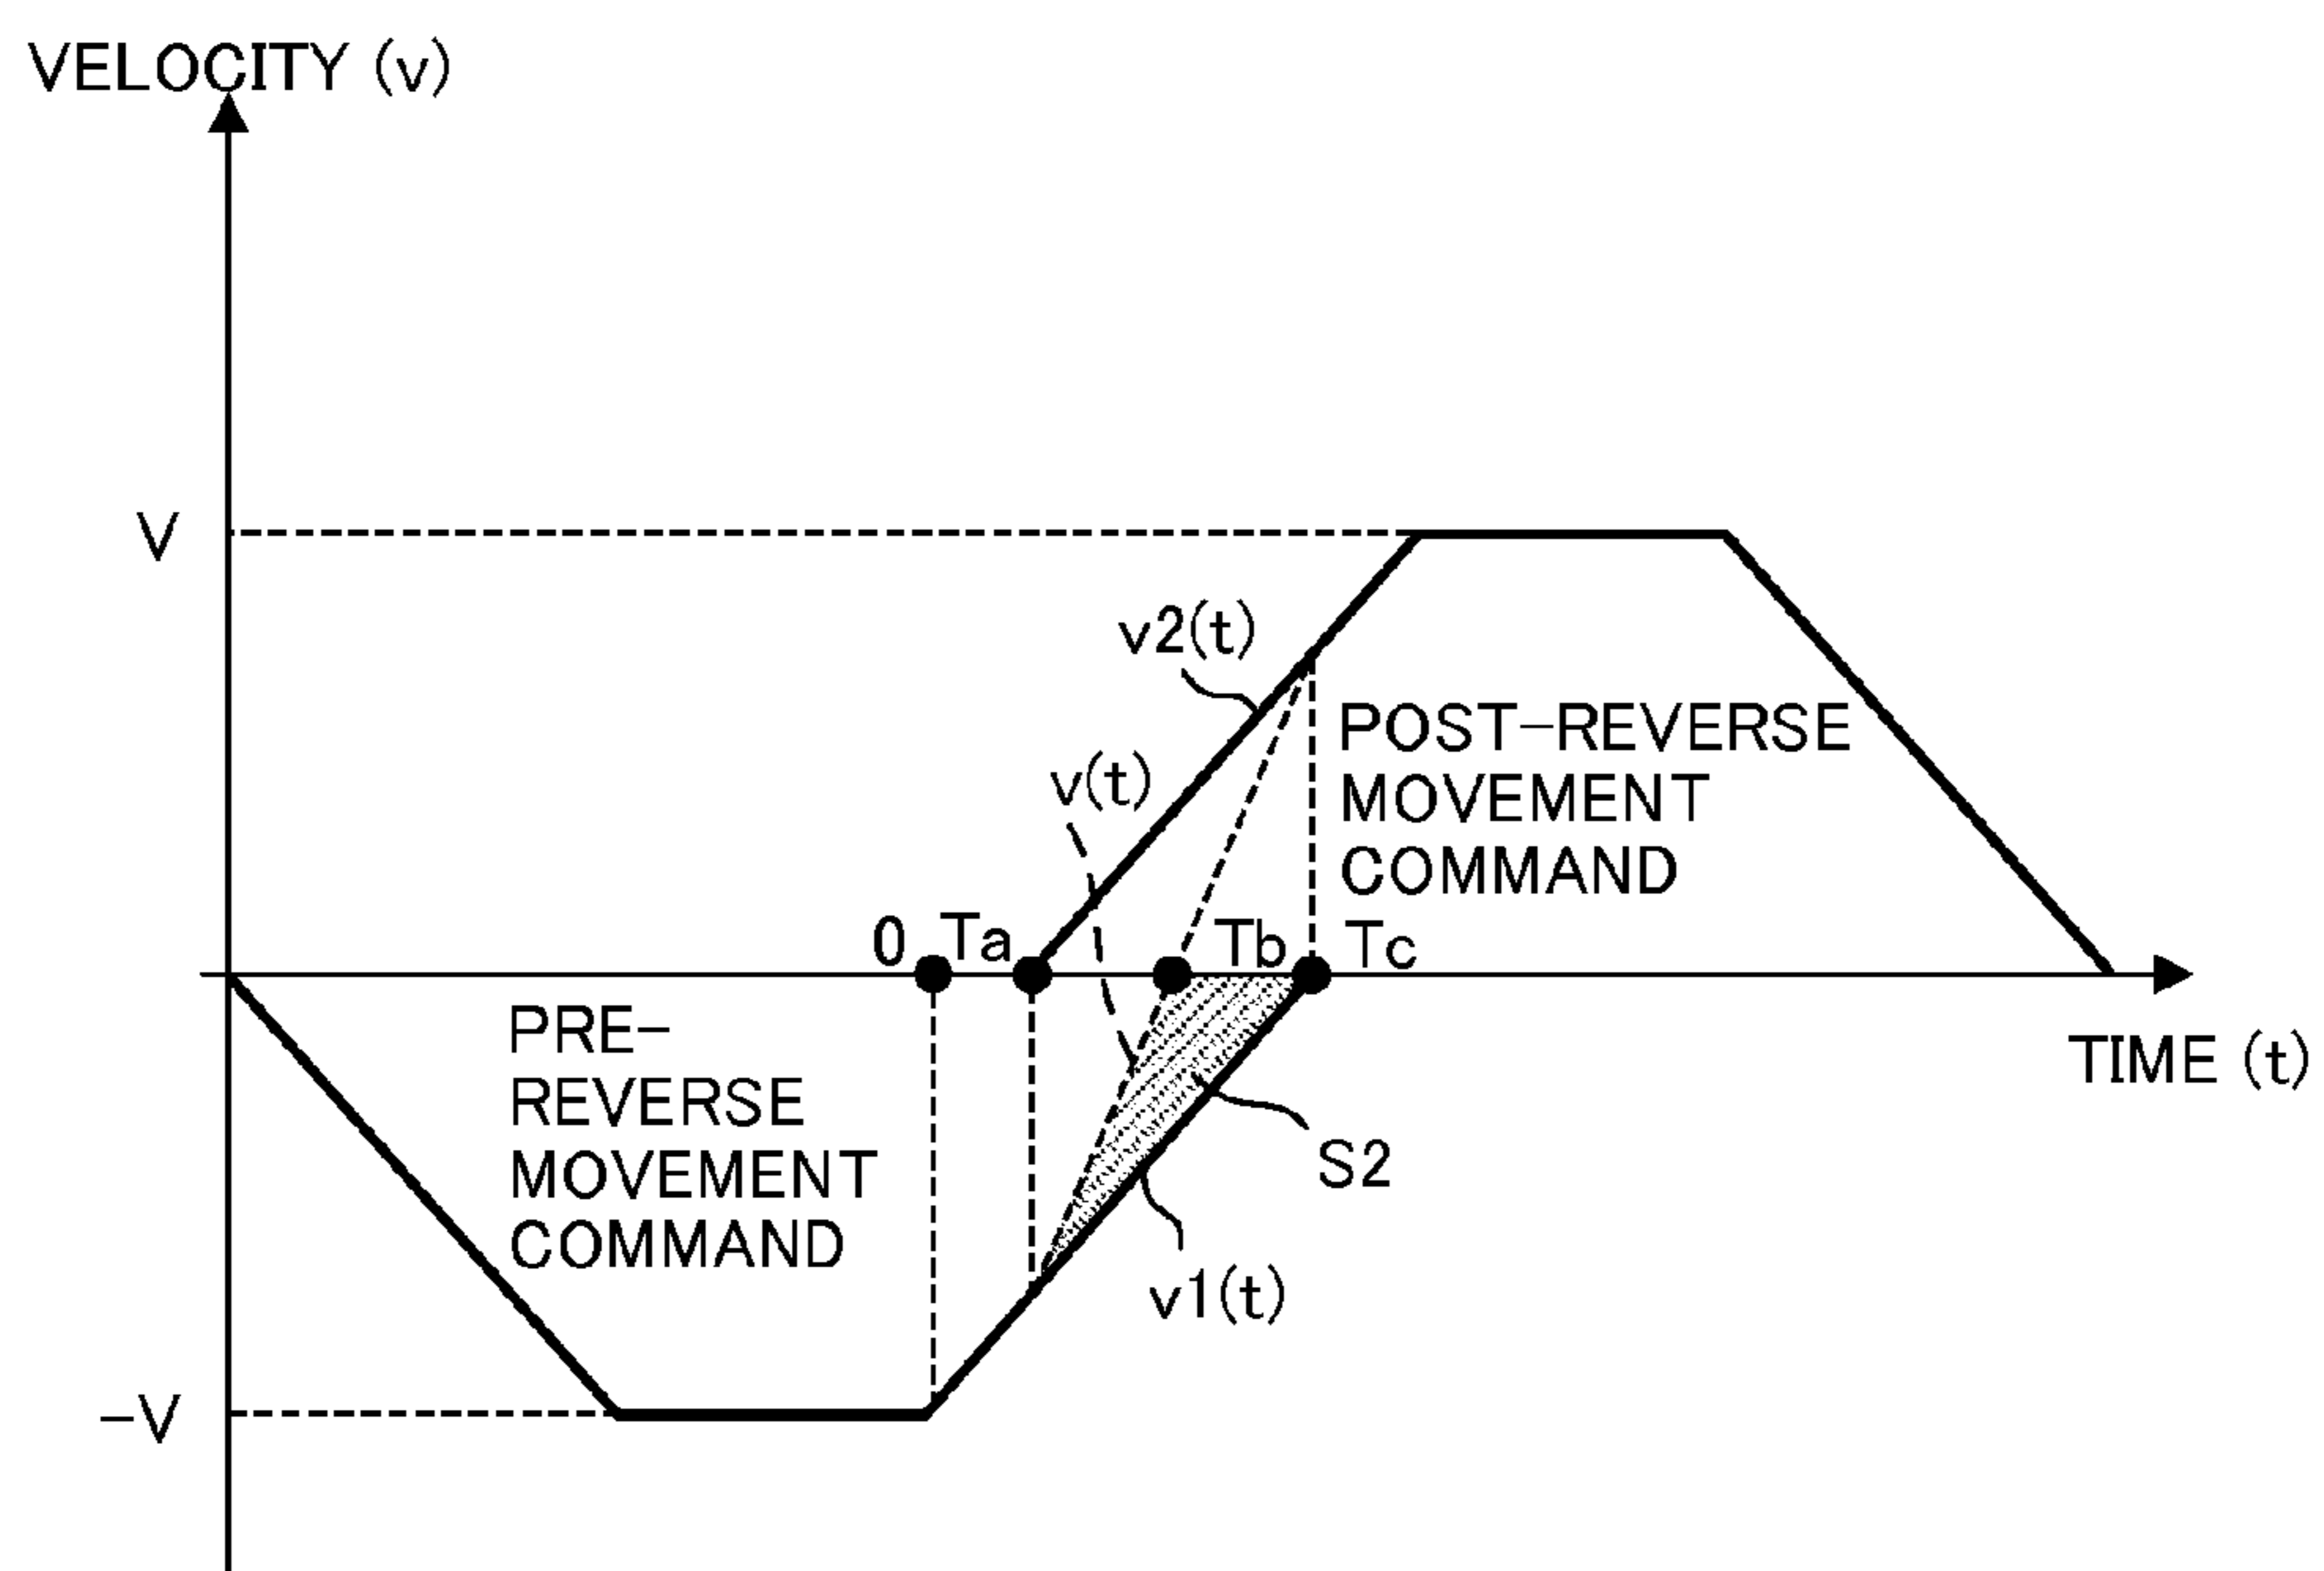 VELOCITY (v)
V
v2(t)
POST-REVERSE
MOVEMENT
COMMAND
v(t)
0 Ta Tb Tc
PRE-
REVERSE
MOVEMENT
COMMAND
TIME (t)
S2
v1(t)
-V